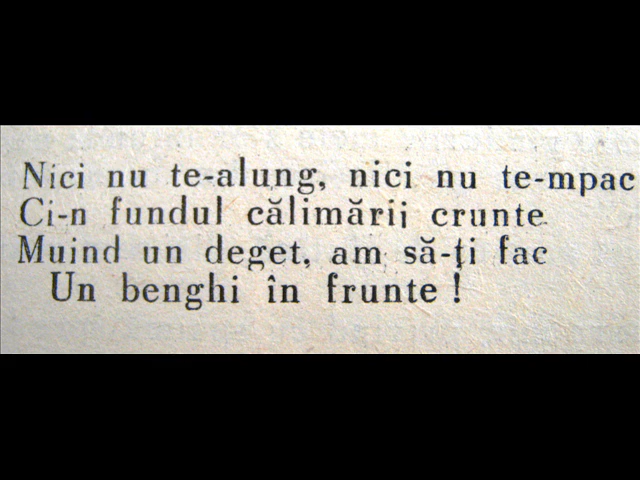 Nici nu te-alung, nici nu te-mpac
Ci-n fundul călimării crunte
Muind un deget, am să-ți fac
Un benghi în frunte !